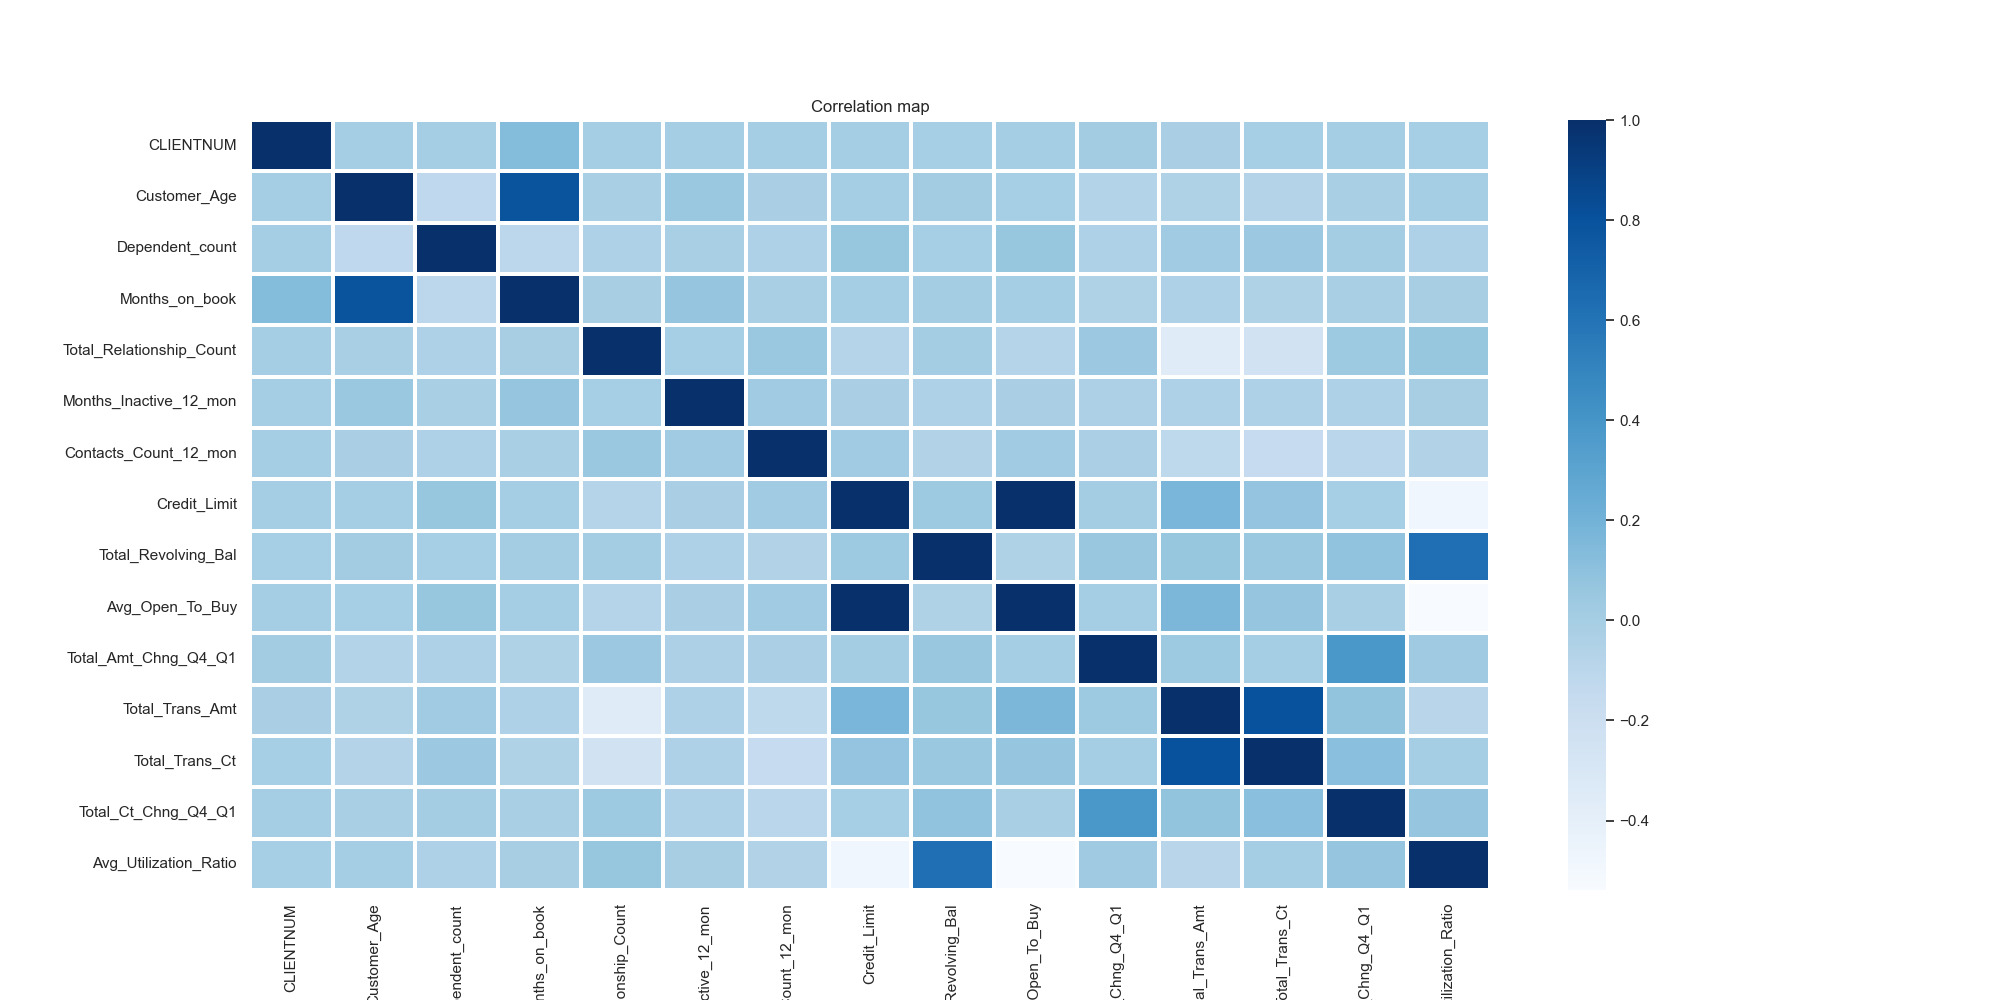 Correlation map
CLIENTNUM
Customer_Age
Dependent_count
Months_on_book
Total_Relationship_Count
Months_Inactive_12_mon
Contacts_Count_12_mon
Credit_Limit
Total_Revolving_Bal
Avg_Open_To_Buy
Total_Amt_Chng_Q4_Q1
Total_Trans_Amt
Total_Trans_Ct
Total_Ct_Chng_Q4_Q1
Avg_Utilization_Ratio
CLIENTNUM
Customer_Age
endent_count
nths_on_book
onship_Count
ctive_12_mon
ount_12_mon
Credit_Limit
Revolving_Bal
Open_To_Buy
_Chng_Q4_Q1
al_Trans_Amt
Total_Trans_Ct
Chng_Q4_Q1
ilization_Ratio
1.0
0.8
0.6
0.4
0.2
0.0
−0.2
−0.4